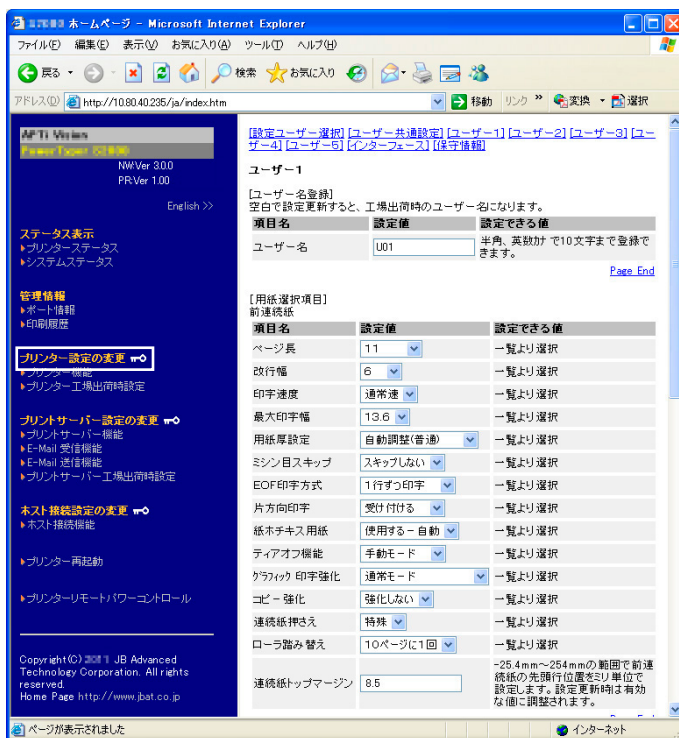 ホームページ - Microsoft Internet Explorer
ファイル(F) 編集(E) 表示(V) お気に入り(A) ツール(T) ヘルプ(H)
戻る 検索 お気に入り
アドレス(D) http://10.80.40.235/ja/index.htm 移動 リンク » 変換 選択
NW:Ver 3.0.0
PR:Ver 1.00
English >>
ステータス表示
プリンターステータス
システムステータス
管理情報
ポート情報
印刷履歴
プリンター設定の変更
プリンター機能
プリンター工場出荷時設定
プリントサーバー設定の変更
プリントサーバー機能
E-Mail 受信機能
E-Mail 送信機能
プリントサーバー工場出荷時設定
ホスト接続設定の変更
ホスト接続機能
プリンター再起動
プリンターリモートパワーコントロール
Copyright(C) JB Advanced
Technology Corporation. All rights
reserved.
Home Page http://www.jbat.co.jp
[設定ユーザー選択] [ユーザー共通設定] [ユーザー1] [ユーザー2] [ユーザー3] [ユー
ザー4] [ユーザー5] [インターフェース] [保守情報]
ユーザー1
[ユーザー名登録]
空白で設定更新すると、工場出荷時のユーザー名になります。
項目名 設定値 設定できる値
ユーザー名 U01 半角、英数カナ で10文字まで登録で
きます。
Page End
[用紙選択項目]
前連続紙
項目名 設定値 設定できる値
ページ長 11 一覧より選択
改行幅 6 一覧より選択
印字速度 通常速 一覧より選択
最大印字幅 13.6 一覧より選択
用紙厚設定 自動調整(普通) 一覧より選択
ミシン目スキップ スキップしない 一覧より選択
EOF印字方式 1行ずつ印字 一覧より選択
片方向印字 受け付ける 一覧より選択
紙ホチキス用紙 使用する－自動 一覧より選択
ティアオフ機能 手動モード 一覧より選択
グラフィック 印字強化 通常モード 一覧より選択
コピー強化 強化しない 一覧より選択
連続紙押さえ 特殊 一覧より選択
ローラ踏み替え 10ページに1回 一覧より選択
連続紙トップマージン 8.5 -25.4mm～254mmの範囲で前連
続紙の先頭行位置をミリ単位で
設定します。設定更新時は有効
な値に調整されます。
ページが表示されました インターネット